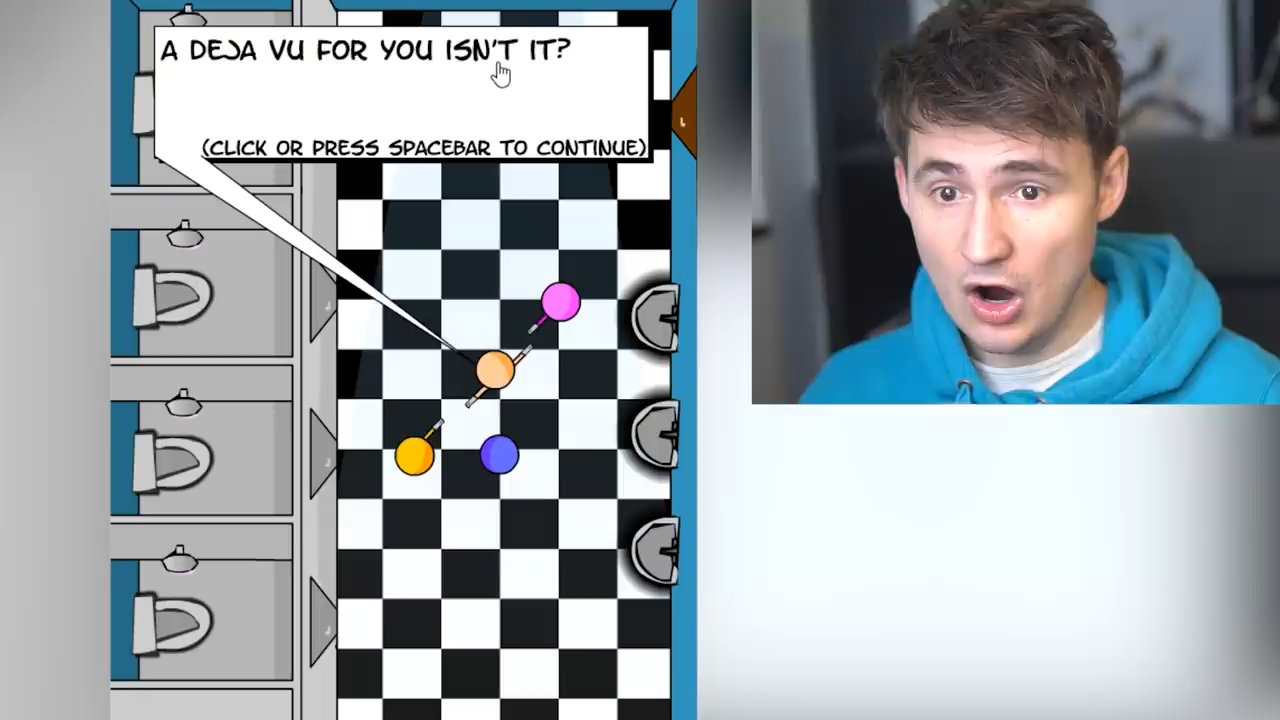 A DEJA VU FOR YOU ISN'T IT?
(CLICK OR PRESS SPACEBAR TO CONTINUE)